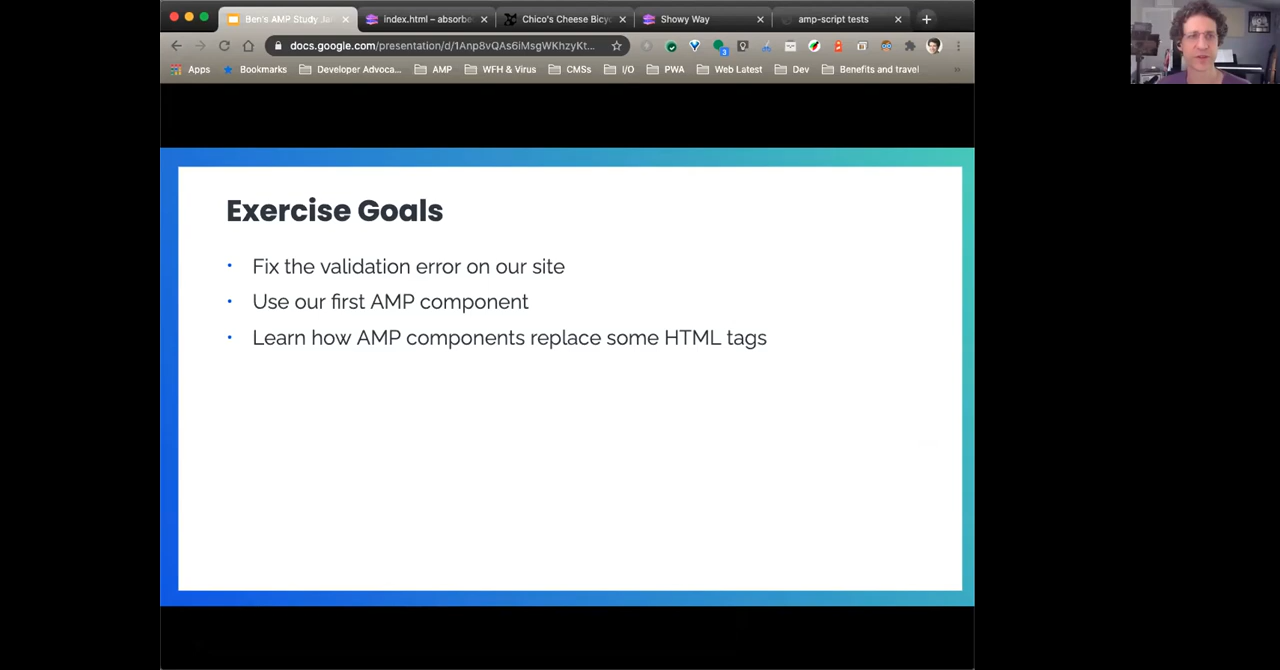 Ben's AMP Study
index.html – absorbe
Chico's Cheese Bicyc
Showy Way
amp-script tests
docs.google.com/presentation/d/1Anp8vQAs6iMsgWKhzyKt...
3
Apps
Bookmarks
Developer Advoca...
AMP
WFH & Virus
CMSs
I/O
PWA
Web Latest
Dev
Benefits and travel
»
Exercise Goals
• Fix the validation error on our site
• Use our first AMP component
• Learn how AMP components replace some HTML tags